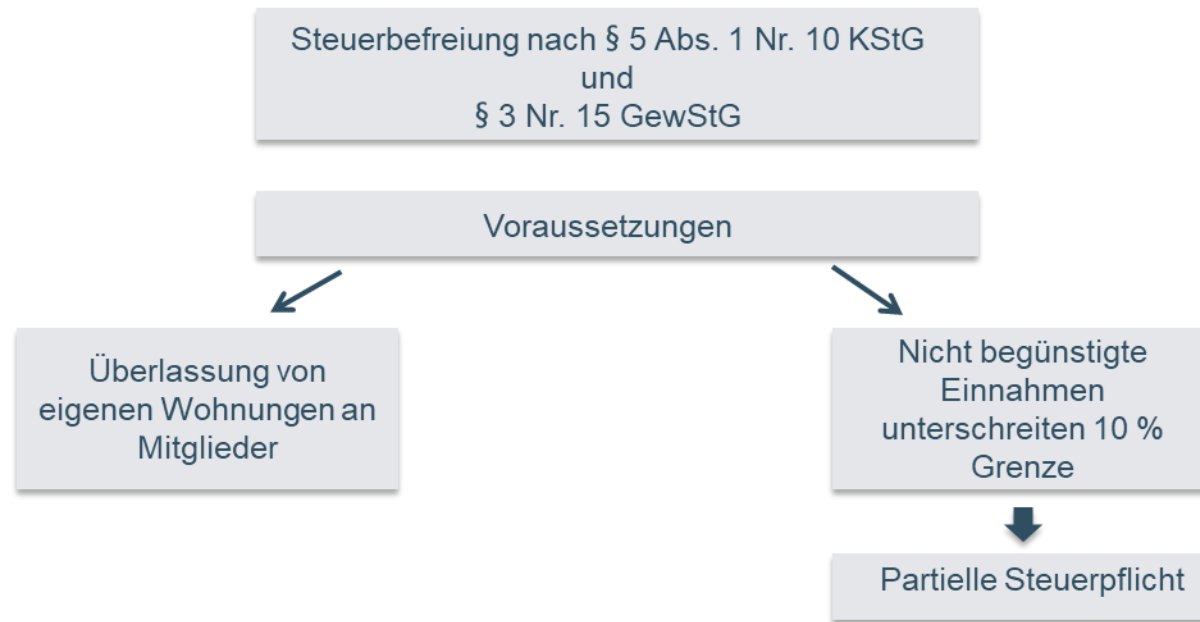 Steuerbefreiung nach § 5 Abs. 1 Nr. 10 KStG
und
§ 3 Nr. 15 GewStG
Voraussetzungen
Überlassung von
eigenen Wohnungen an
Mitglieder
Nicht begünstigte
Einnahmen
unterschreiten 10 %
Grenze
Partielle Steuerpflicht